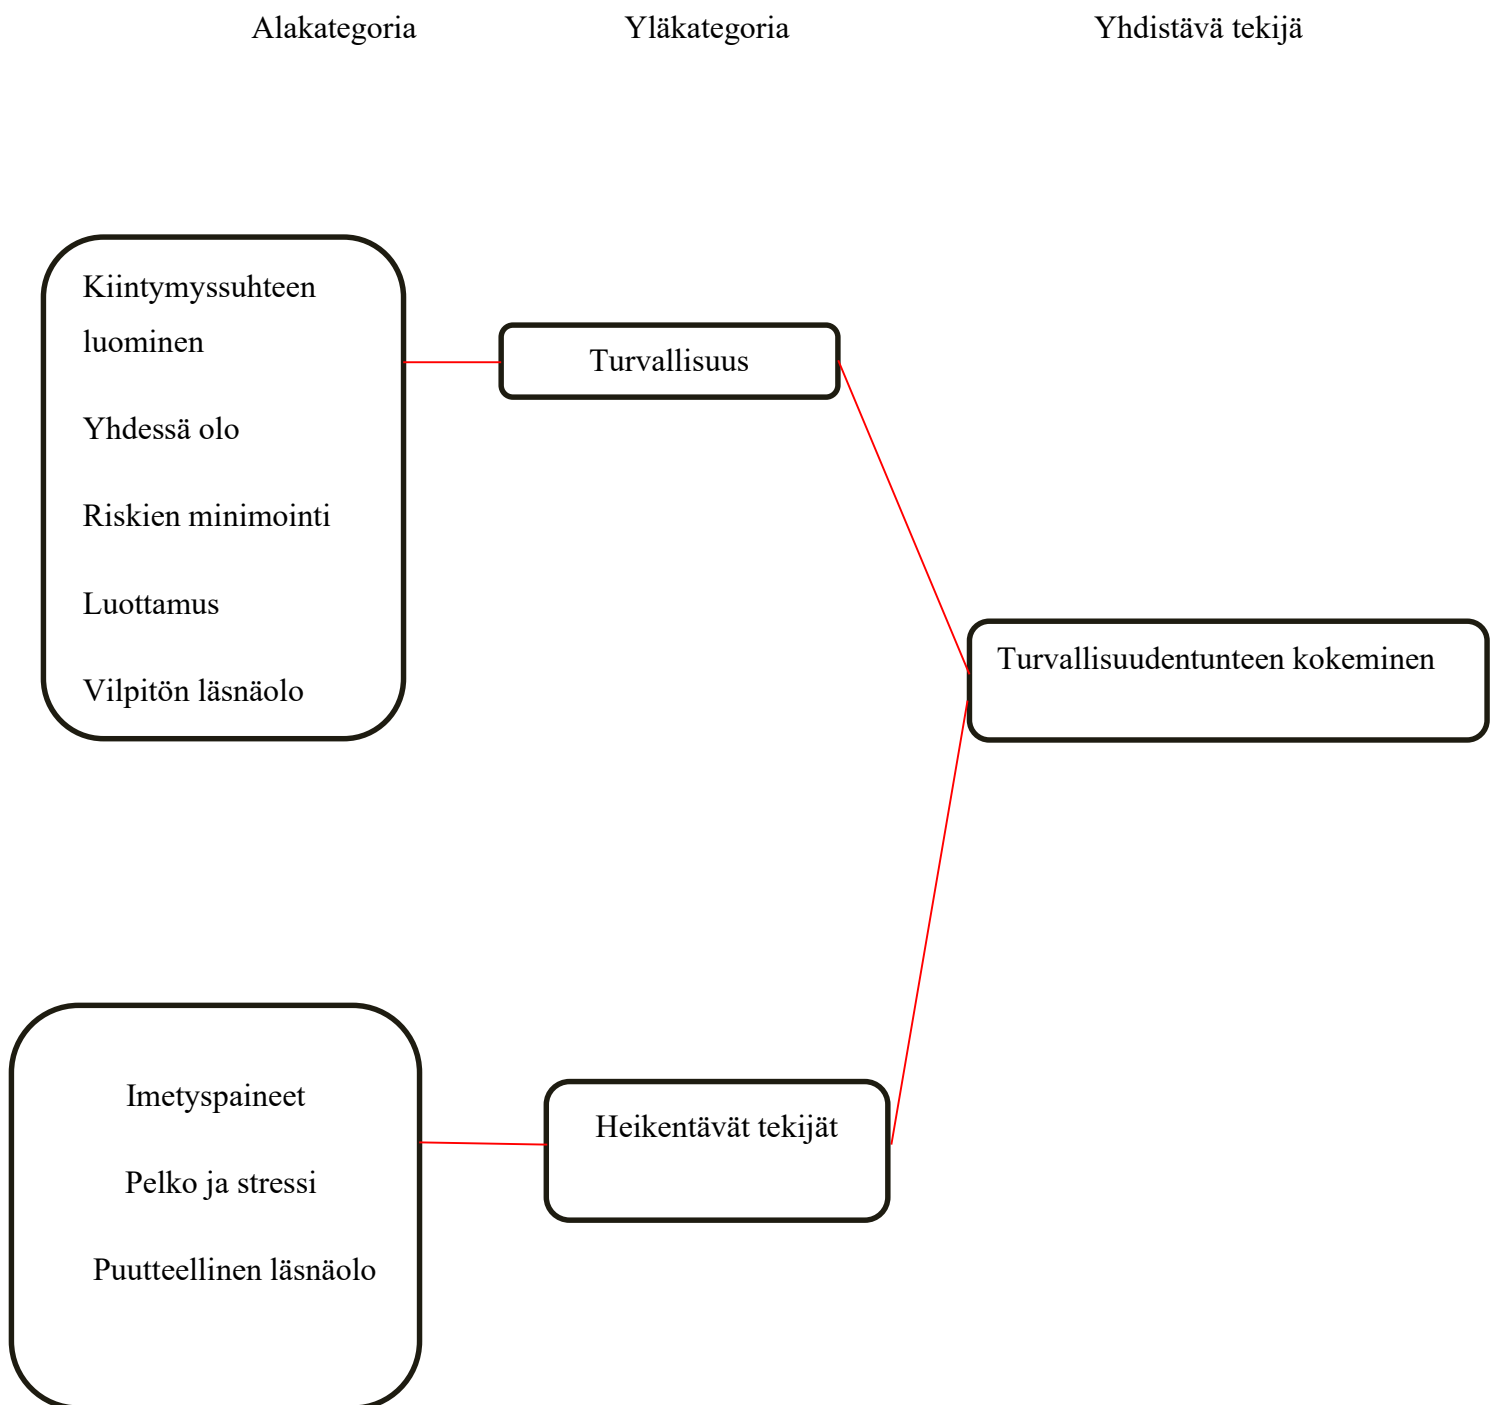 Alakategoria Yläkategoria Yhdistävä tekijä
Kiintymyssuhteen
luominen
Yhdessä olo
Riskien minimointi
Luottamus
Vilpitön läsnäolo
Turvallisuus
Turvallisuudentunteen kokeminen
Imetyspaineet
Pelko ja stressi
Puutteellinen läsnäolo
Heikentävät tekijät